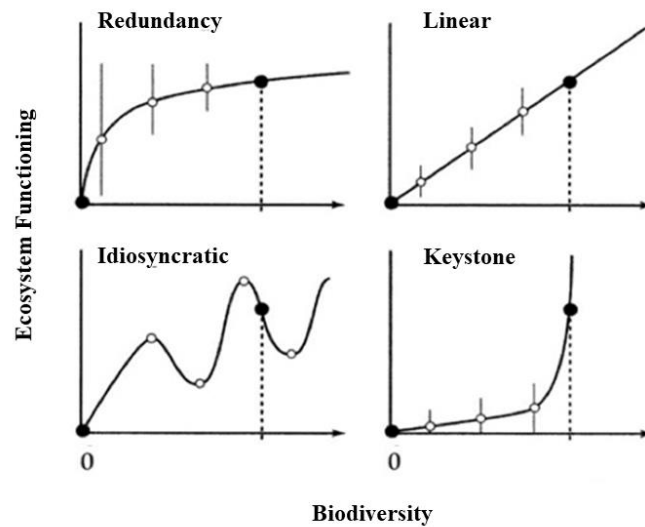 Redundancy
Linear
Ecosystem Functioning
Idiosyncratic
Keystone
0
0
Biodiversity